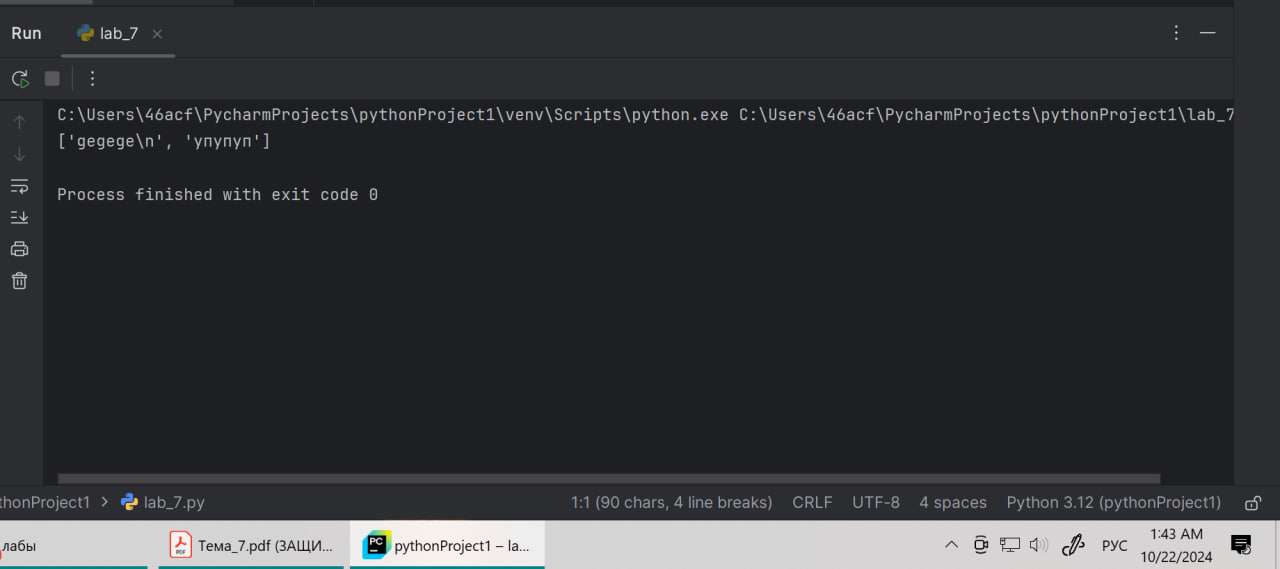 Run lab_7
C:\Users\46acf\PycharmProjects\pythonProject1\venv\Scripts\python.exe C:\Users\46acf\PycharmProjects\pythonProject1\lab_7
['gegege\n', 'упупуп']
Process finished with exit code 0
thonProject1 > lab_7.py 1:1 (90 chars, 4 line breaks) CRLF UTF-8 4 spaces Python 3.12 (pythonProject1)
лабы PDF Тема_7.pdf (ЗАЩИ... PC pythonProject1 – la... РУС 1:43 AM
10/22/2024